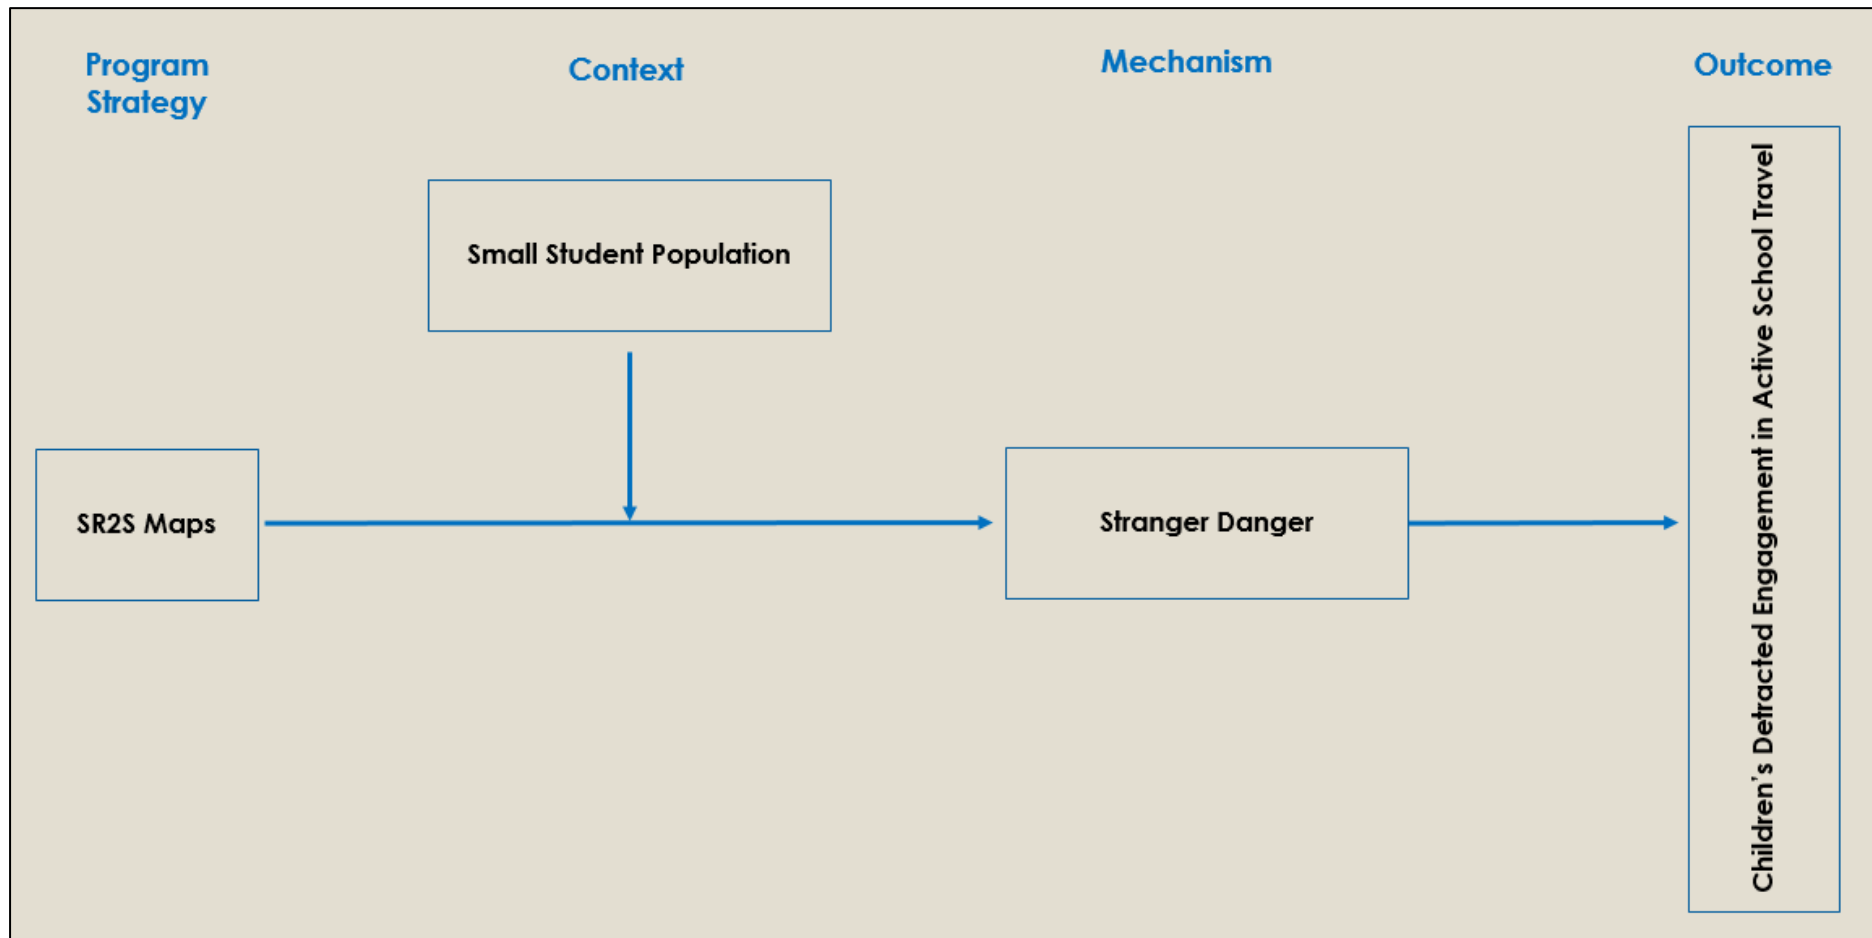 Program
Strategy
Context
Mechanism
Outcome
Small Student Population
SR2S Maps
Stranger Danger
Children's Detracted Engagement in Active School Travel